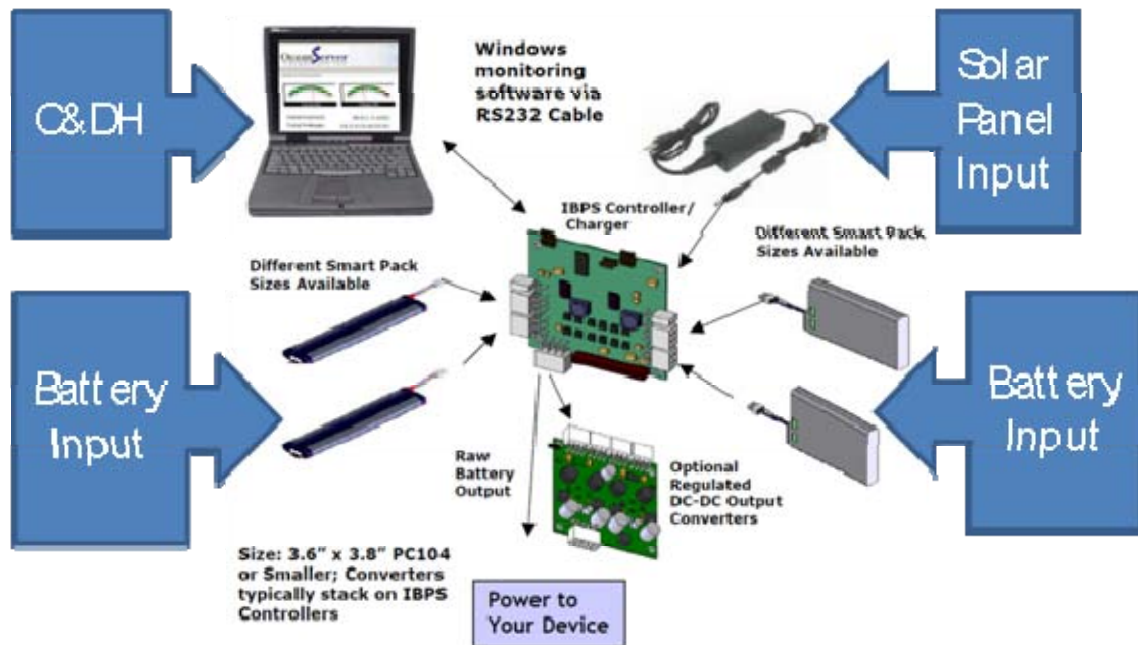 C&DH
OceanServer
Windows
monitoring
software via
RS232 Cable
Solar
Panel
Input
IBPS Controller/
Charger
Different Smart Pack
Sizes Available
Different Smart Pack
Sizes Available
Battery
Input
Battery
Input
Raw
Battery
Output
Optional
Regulated
DC-DC Output
Converters
Size: 3.6" x 3.8" PC104
or Smaller; Converters
typically stack on IBPS
Controllers
Power to
Your Device